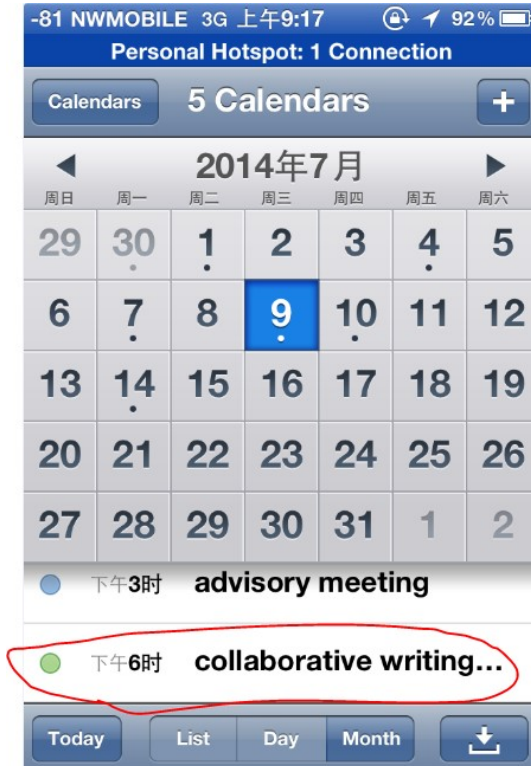 -81 NWMOBILE 3G 上午9:17 92%
Personal Hotspot: 1 Connection
Calendars 5 Calendars +
2014年7月
周日 周一 周二 周三 周四 周五 周六
29 30 1 2 3 4 5
6 7 8 9 10 11 12
13 14 15 16 17 18 19
20 21 22 23 24 25 26
27 28 29 30 31 1 2
下午3时 advisory meeting
下午6时 collaborative writing...
Today List Day Month